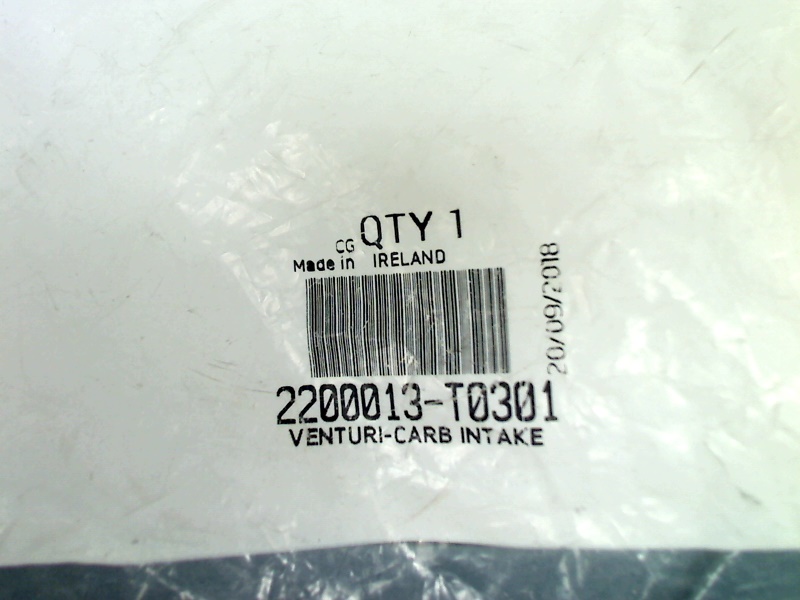 QTY 1
CG
Made in IRELAND
20/09/2018
2200013-T0301
VENTURI-CARB INTAKE